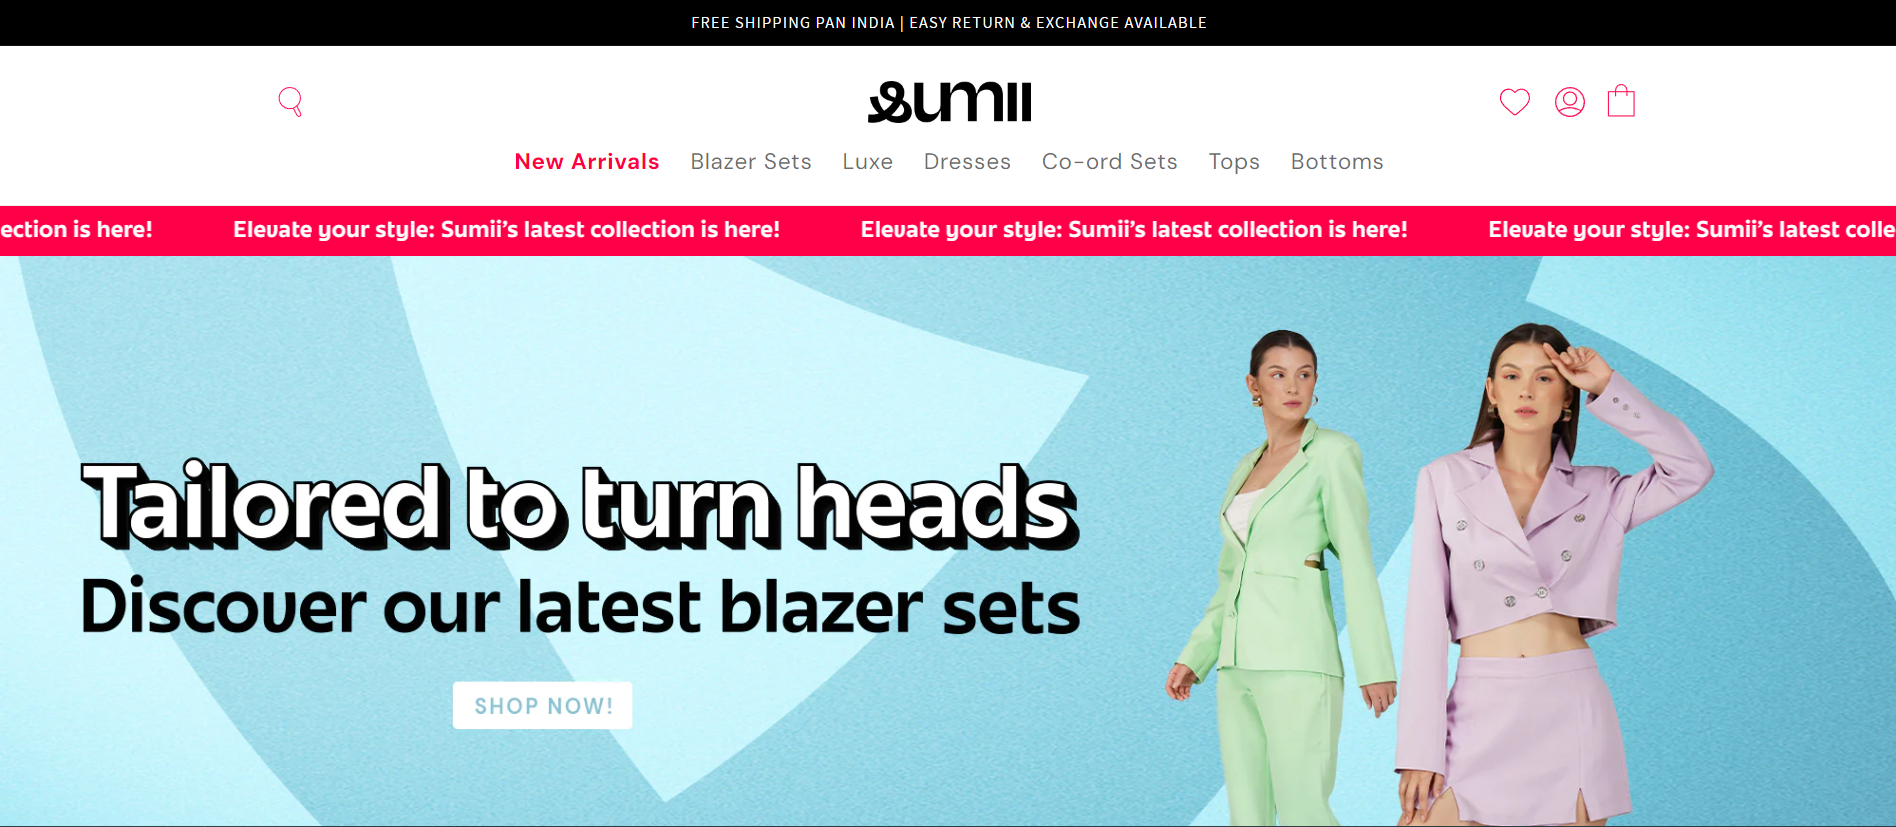 FREE SHIPPING PAN INDIA | EASY RETURN & EXCHANGE AVAILABLE
sumii
New Arrivals Blazer Sets Luxe Dresses Co-ord Sets Tops Bottoms
ection is here! Elevate your style: Sumii's latest collection is here! Elevate your style: Sumii's latest collection is here! Elevate your style: Sumii's latest colle
Tailored to turn heads
Discover our latest blazer sets
SHOP NOW!